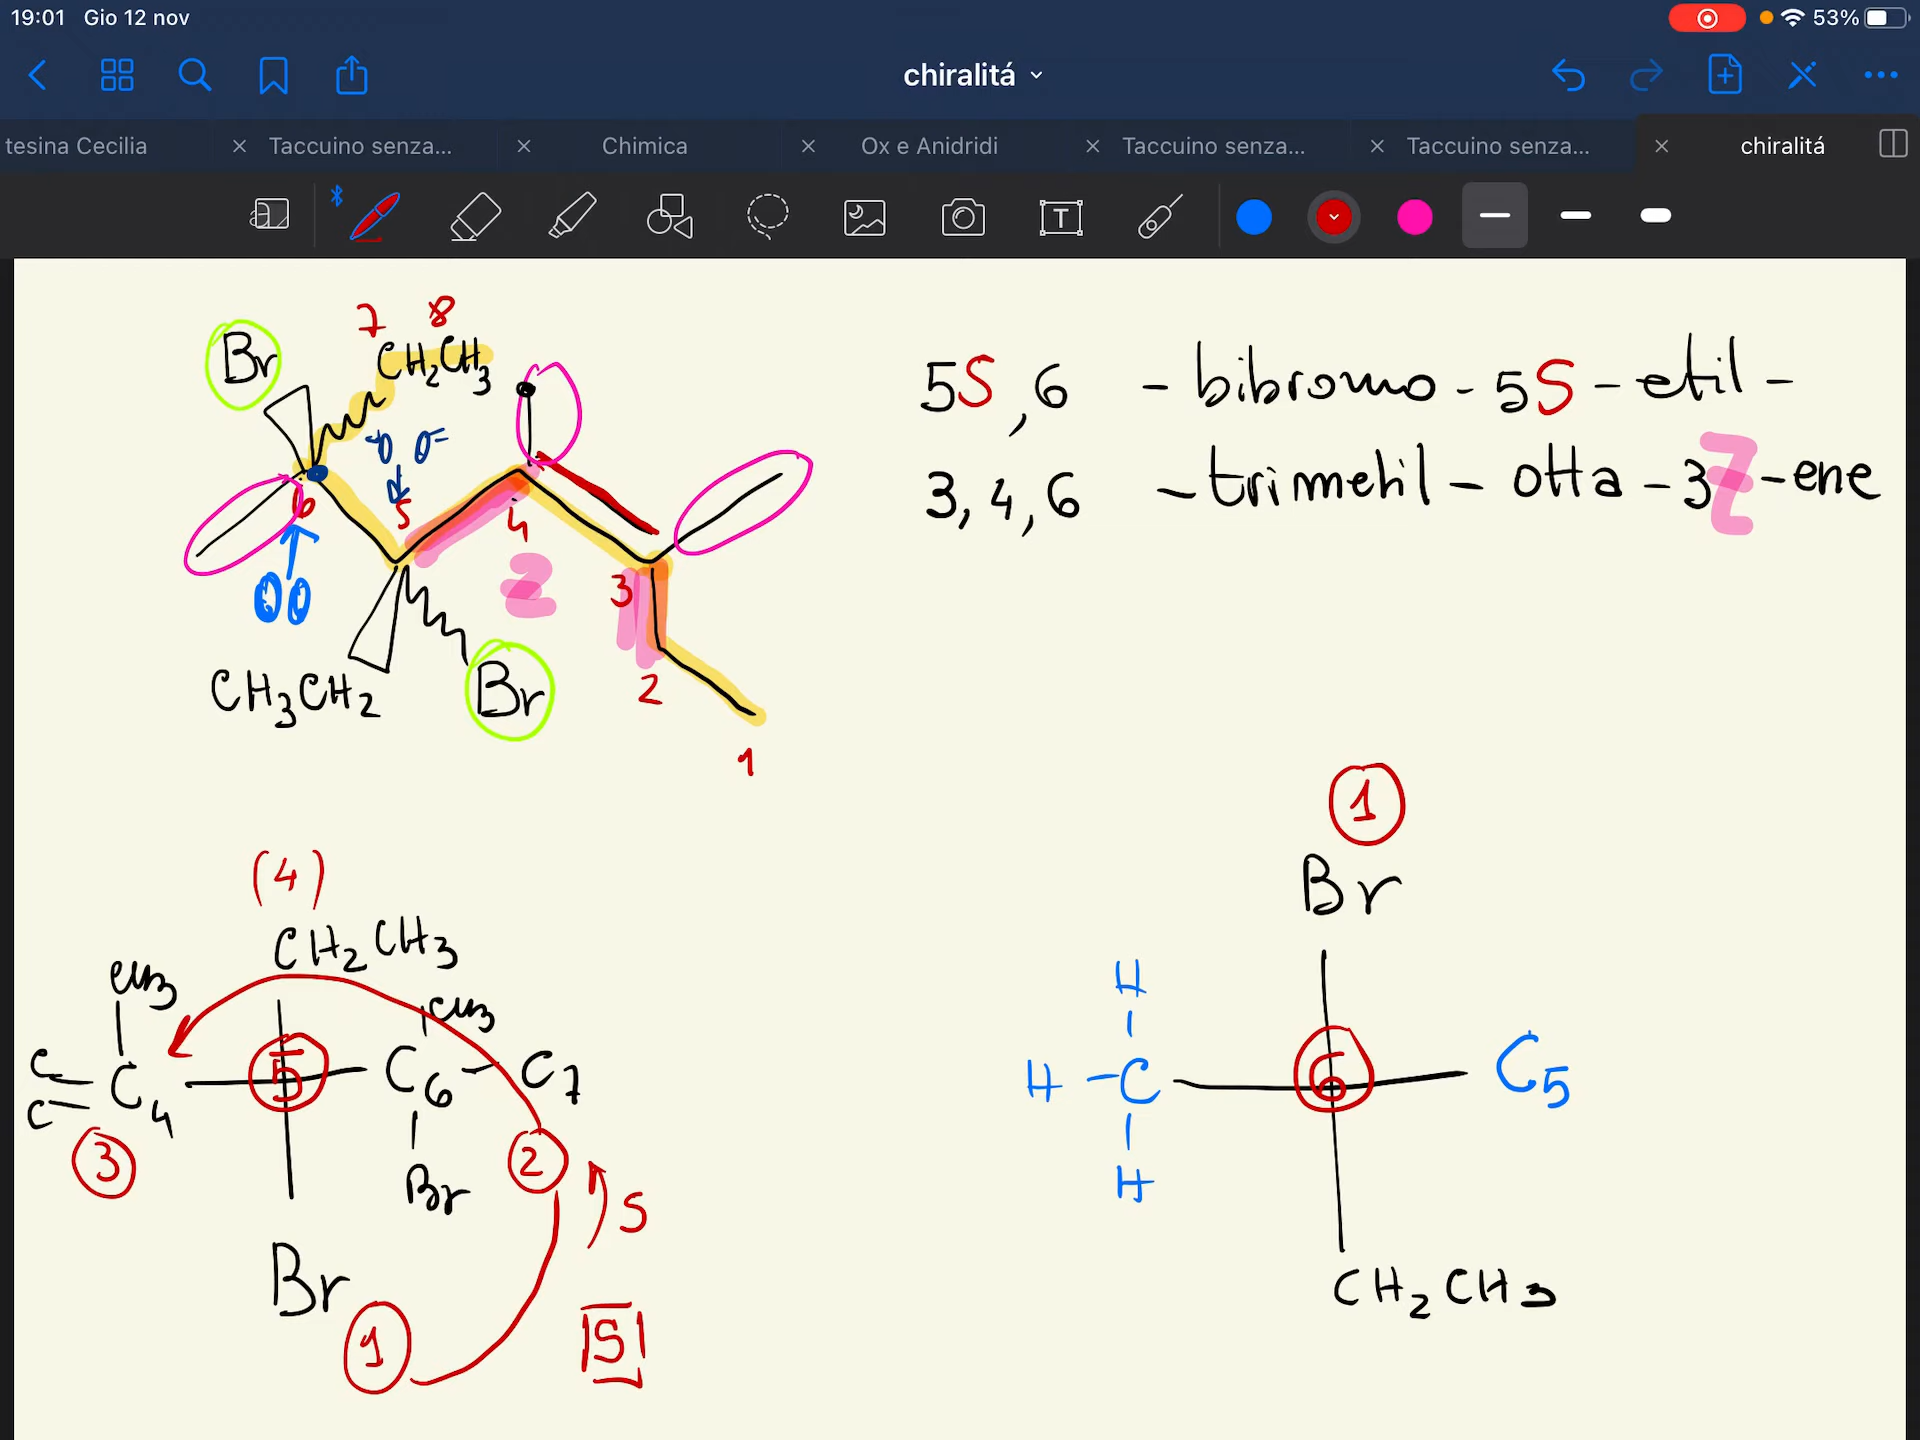 19:01 Gio 12 nov
53%
chiralitá
tesina Cecilia
Taccuino senza...
Chimica
Ox e Anidridi
Taccuino senza...
Taccuino senza...
chiralitá
a
T
7 8
Br CH₂CH₃
6 5 4 3 2 1
Z
CH₃CH₂ Br
5S,6 - bibromo - 5S - etil -
3,4,6 - trimetil - otta - 3Z - ene
(4)
CH₂CH₃
CH₃ CH₃
C
C C₄ 5 C₆ - C₇
3 2
Br S
Br
1 S
1
Br
H
H - C 6 C₅
H
CH₂CH₃